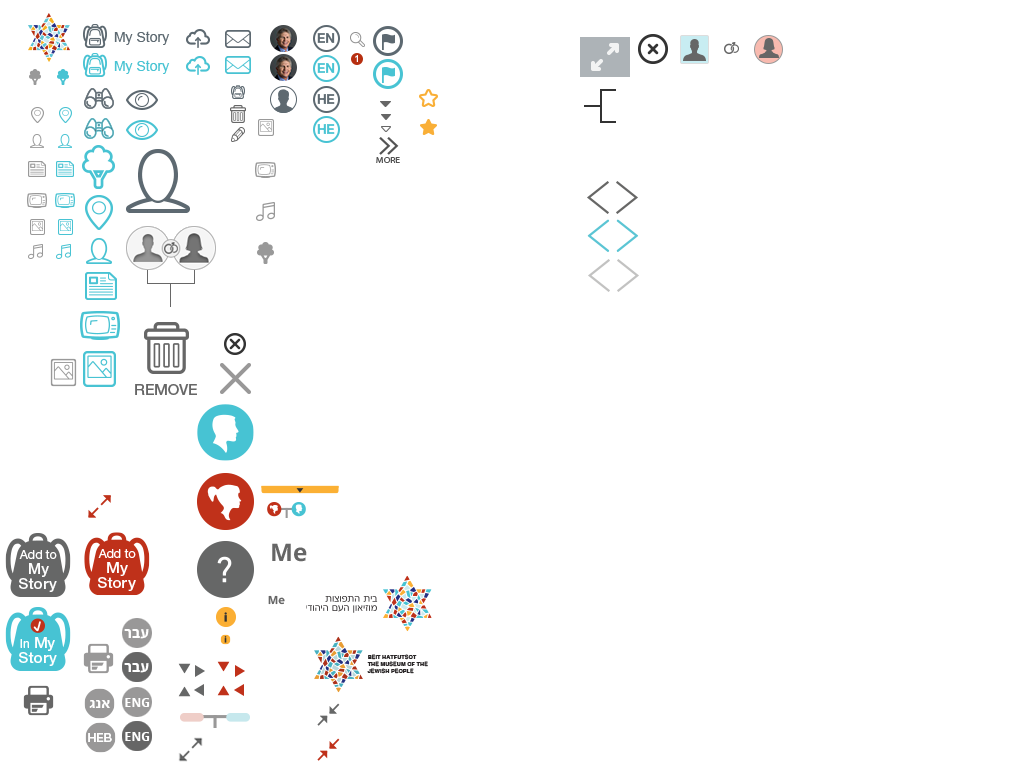 My Story
EN
My Story
EN
1
HE
HE
MORE
REMOVE
?
Me
Me
Add to
My
Story
Add to
My
Story
In My
Story
i
i
בית התפוצות
מוזיאון העם היהודי
BEIT HATFUTSOT
THE MUSEUM OF THE
JEWISH PEOPLE
עבר
עבר
אנג
ENG
HEB
ENG